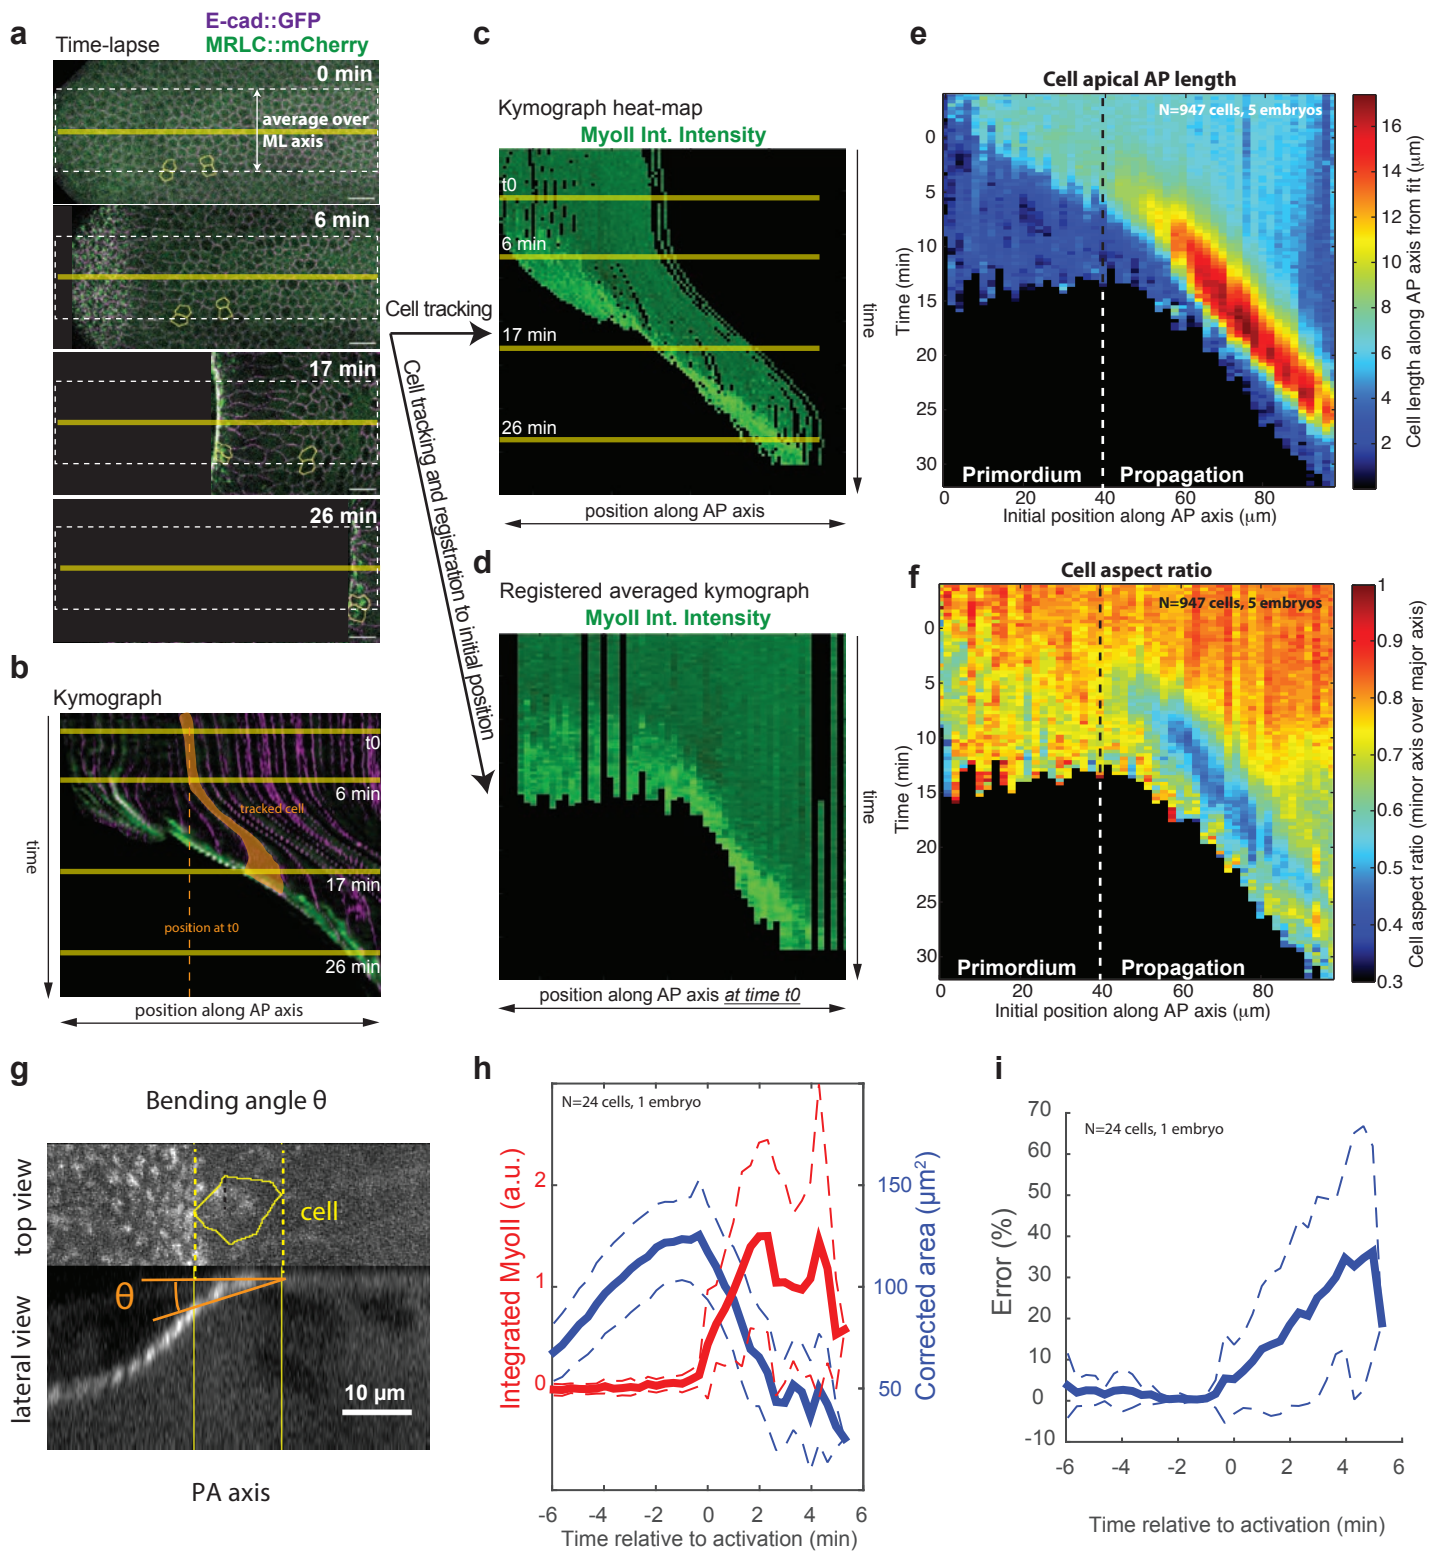 a
Time-lapse
E-cad::GFP
MRLC::mCherry
0 min
average over
ML axis
6 min
17 min
26 min
Cell tracking
Cell tracking and registration to initial position
b
Kymograph
t0
6 min
tracked cell
17 min
position at t0
26 min
time
position along AP axis
c
Kymograph heat-map
MyoII Int. Intensity
t0
6 min
17 min
26 min
time
position along AP axis
d
Registered averaged kymograph
MyoII Int. Intensity
time
position along AP axis at time t0
e
Cell apical AP length
N=947 cells, 5 embryos
0
5
10
15
20
25
30
Time (min)
Primordium
Propagation
0
20
40
60
80
Initial position along AP axis (μm)
16
14
12
10
8
6
4
2
Cell length along AP axis from fit (μm)
f
Cell aspect ratio
N=947 cells, 5 embryos
0
5
10
15
20
25
30
Time (min)
Primordium
Propagation
0
20
40
60
80
Initial position along AP axis (μm)
1
0.9
0.8
0.7
0.6
0.5
0.4
0.3
Cell aspect ratio (minor axis over major axis)
g
Bending angle θ
top view
cell
lateral view
θ
10 μm
PA axis
h
N=24 cells, 1 embryo
Integrated MyoII (a.u.)
2
1
0
150
100
50
Corrected area (μm²)
-6
-4
-2
0
2
4
6
Time relative to activation (min)
i
N=24 cells, 1 embryo
Error (%)
70
60
50
40
30
20
10
0
-10
-6
-4
-2
0
2
4
6
Time relative to activation (min)